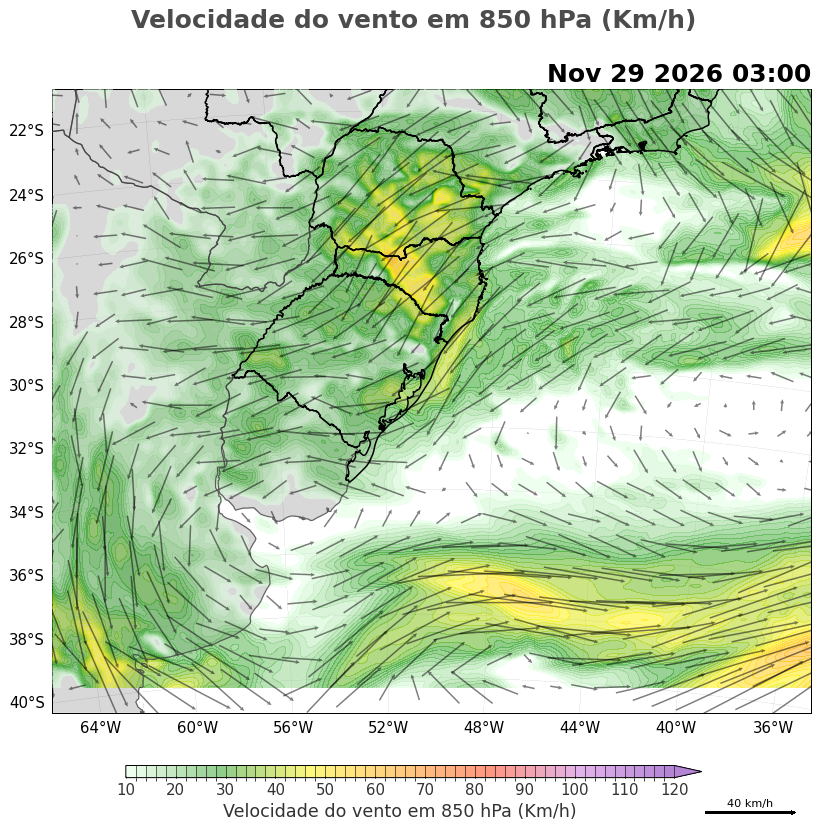 Velocidade do vento em 850 hPa (Km/h)
Nov 29 2026 03:00
22°S
24°S
26°S
28°S
30°S
32°S
34°S
36°S
38°S
40°S
64°W 60°W 56°W 52°W 48°W 44°W 40°W 36°W
10 20 30 40 50 60 70 80 90 100 110 120
Velocidade do vento em 850 hPa (Km/h)
40 km/h